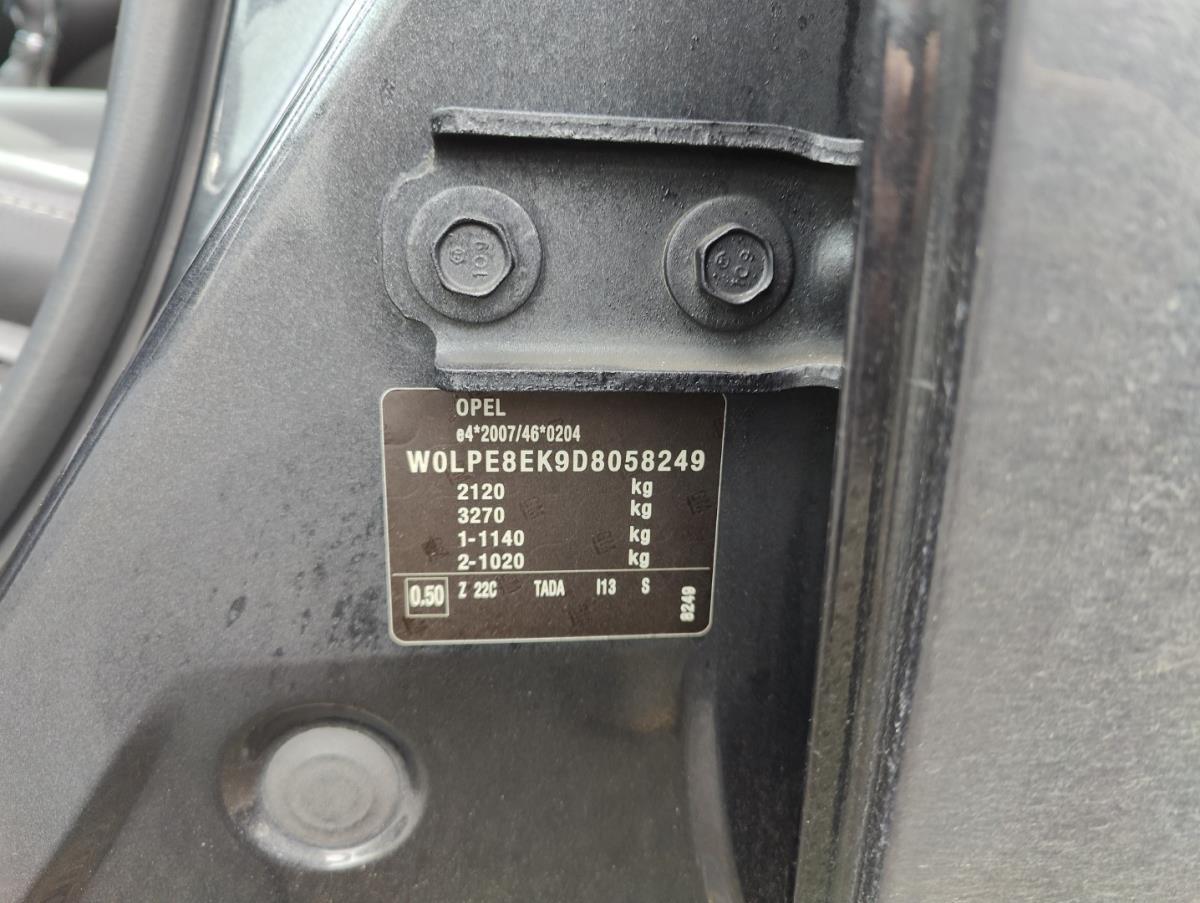 OPEL
e4*2007/46*0204
W0LPE8EK9D8058249
2120 kg
3270 kg
1-1140 kg
2-1020 kg
0.50 Z 22C TADA I13 S
8249